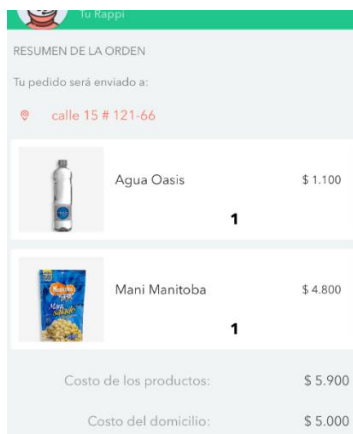 Tu Rappi
RESUMEN DE LA ORDEN
Tu pedido será enviado a:
calle 15 # 121-66
Agua Oasis $ 1.100
1
Mani Manitoba $ 4.800
1
Costo de los productos: $ 5.900
Costo del domicilio: $ 5.000